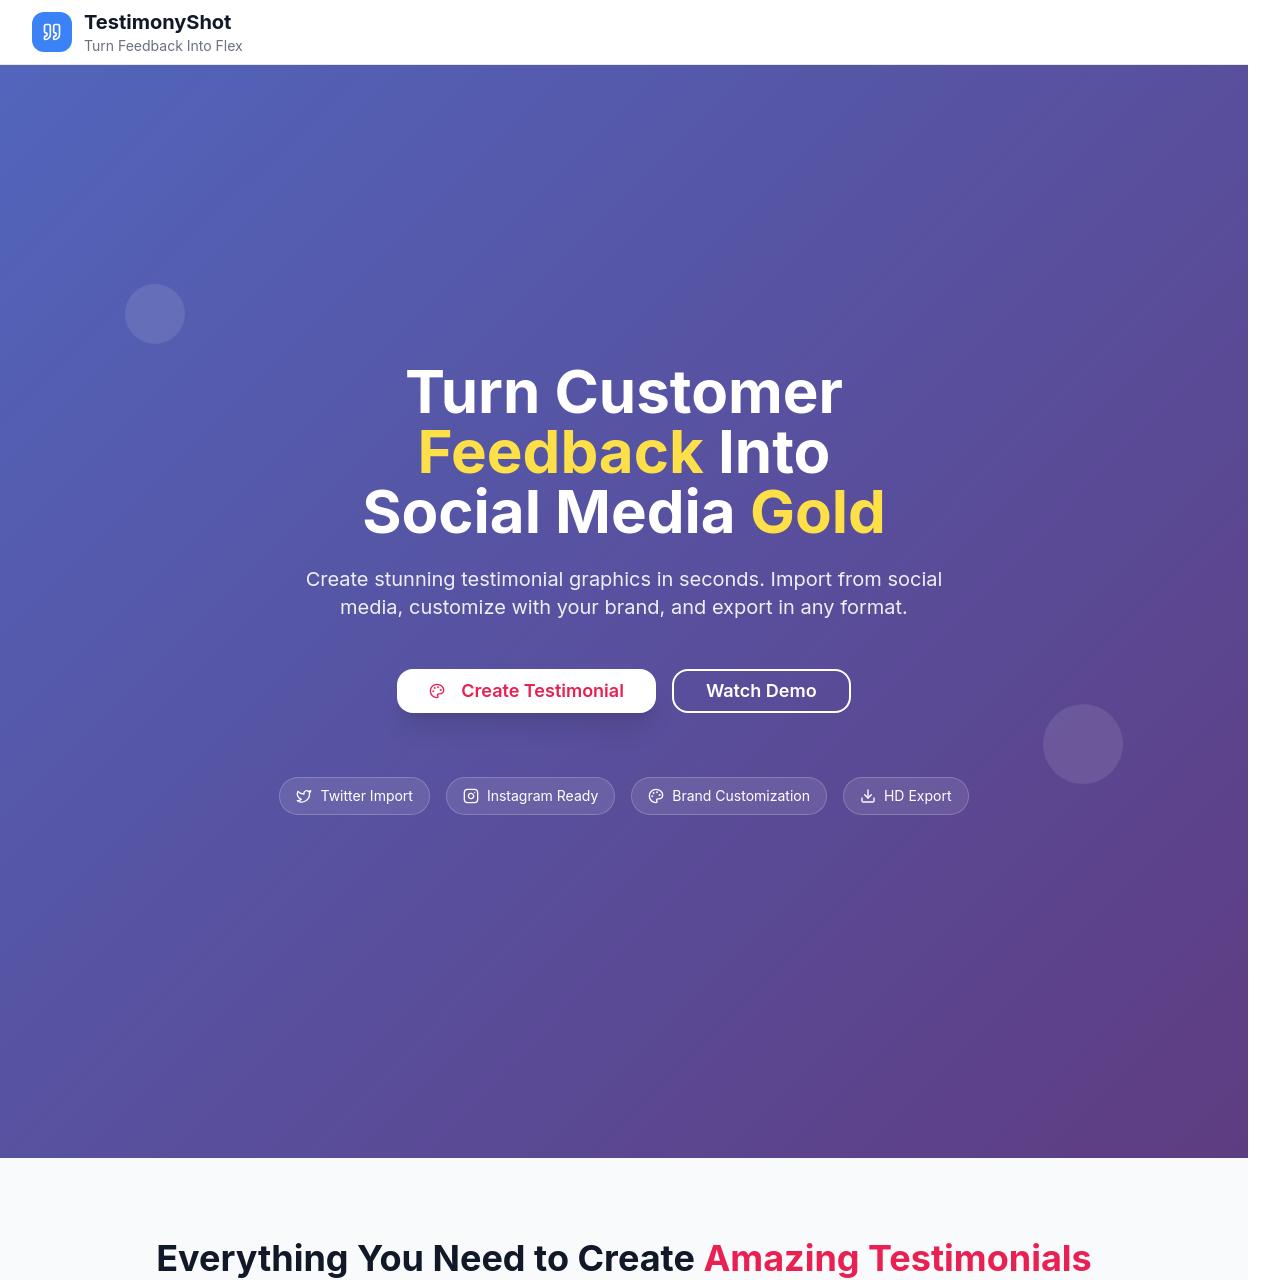 TestimonyShot
Turn Feedback Into Flex
Turn Customer
Feedback Into
Social Media Gold
Create stunning testimonial graphics in seconds. Import from social
media, customize with your brand, and export in any format.
Create Testimonial
Watch Demo
Twitter Import
Instagram Ready
Brand Customization
HD Export
Everything You Need to Create Amazing Testimonials